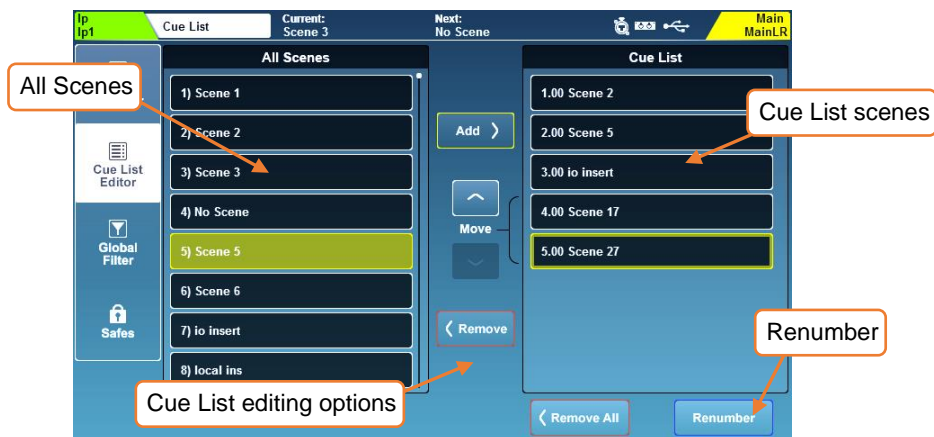 Ip
Ip1
Cue List
Current:
Scene 3
Next:
No Scene
Main
MainLR
All Scenes
Cue List
All Scenes
1) Scene 1
2) Scene 2
3) Scene 3
4) No Scene
5) Scene 5
6) Scene 6
7) io insert
8) local ins
Cue List
Editor
Global
Filter
Safes
Add
Move
Remove
1.00 Scene 2
2.00 Scene 5
3.00 io insert
4.00 Scene 17
5.00 Scene 27
Cue List scenes
Renumber
Cue List editing options
Remove All
Renumber